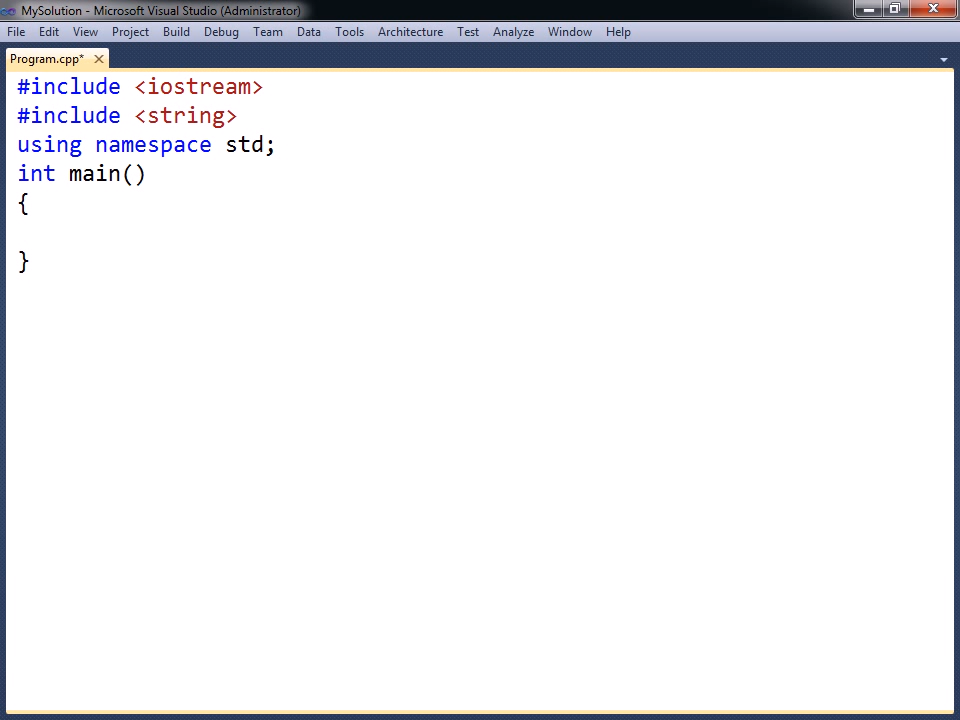 MySolution - Microsoft Visual Studio (Administrator)
File Edit View Project Build Debug Team Data Tools Architecture Test Analyze Window Help
Program.cpp*
#include <iostream>
#include <string>
using namespace std;
int main()
{
}